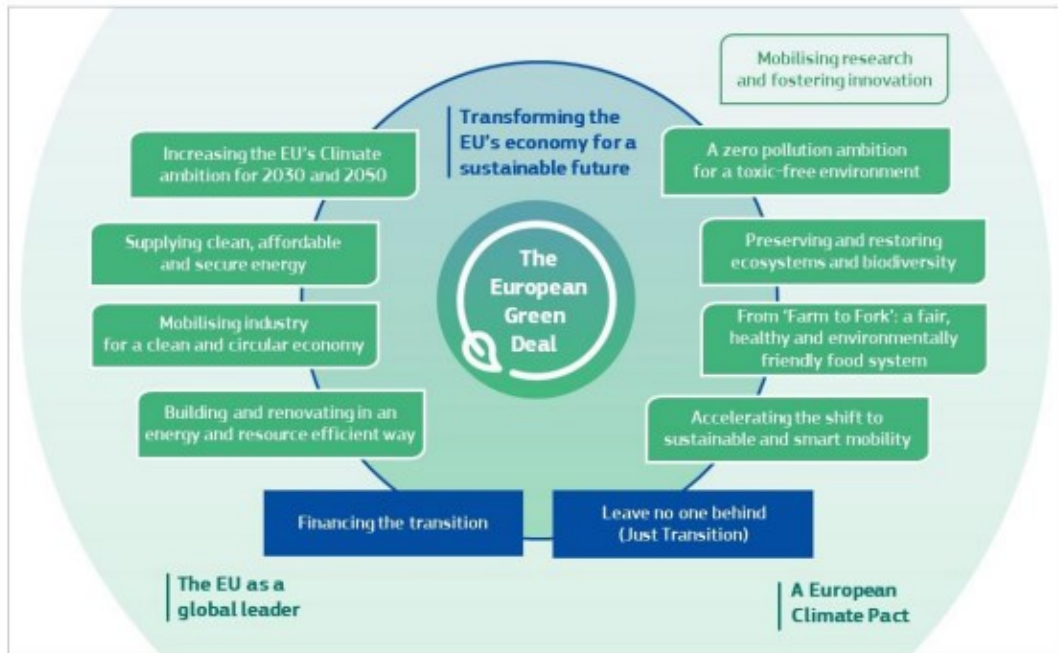 Mobilising research
and fostering innovation
Transforming the
EU's economy for a
sustainable future
Increasing the EU's Climate
ambition for 2030 and 2050
A zero pollution ambition
for a toxic-free environment
Supplying clean, affordable
and secure energy
Preserving and restoring
ecosystems and biodiversity
The
European
Green
Deal
Mobilising industry
for a clean and circular economy
From 'Farm to Fork': a fair,
healthy and environmentally
friendly food system
Building and renovating in an
energy and resource efficient way
Accelerating the shift to
sustainable and smart mobility
Financing the transition
Leave no one behind
(Just Transition)
The EU as a
global leader
A European
Climate Pact